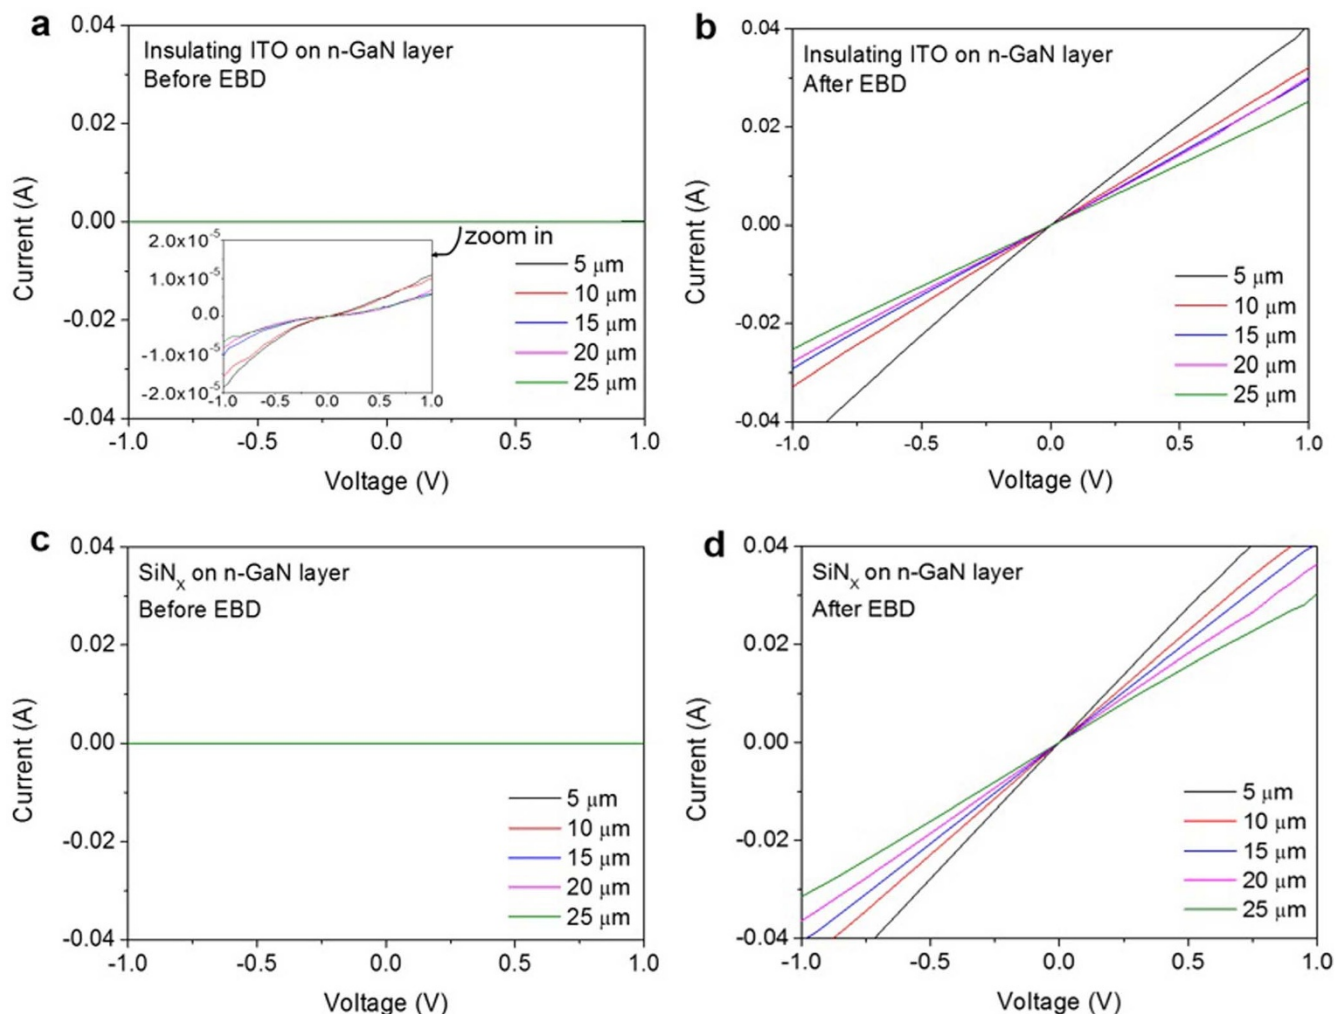 a
Insulating ITO on n-GaN layer
Before EBD
Current (A)
0.04
0.02
0.00
-0.02
-0.04
zoom in
2.0x10-5
1.0x10-5
0.0
-1.0x10-5
-2.0x10-5
-1.0 -0.5 0.0 0.5 1.0
5 μm
10 μm
15 μm
20 μm
25 μm
-1.0 -0.5 0.0 0.5 1.0
Voltage (V)
b
Insulating ITO on n-GaN layer
After EBD
Current (A)
0.04
0.02
0.00
-0.02
-0.04
5 μm
10 μm
15 μm
20 μm
25 μm
-1.0 -0.5 0.0 0.5 1.0
Voltage (V)
c
SiNX on n-GaN layer
Before EBD
Current (A)
0.04
0.02
0.00
-0.02
-0.04
5 μm
10 μm
15 μm
20 μm
25 μm
-1.0 -0.5 0.0 0.5 1.0
Voltage (V)
d
SiNX on n-GaN layer
After EBD
Current (A)
0.04
0.02
0.00
-0.02
-0.04
5 μm
10 μm
15 μm
20 μm
25 μm
-1.0 -0.5 0.0 0.5 1.0
Voltage (V)